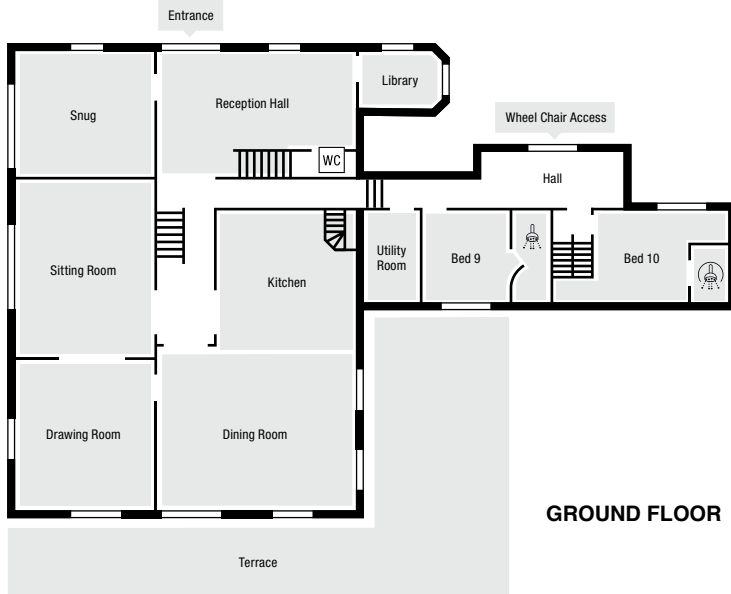 Entrance
Snug
Reception Hall
Library
WC
Wheel Chair Access
Hall
Sitting Room
Kitchen
Utility
Room
Bed 9
Bed 10
Drawing Room
Dining Room
GROUND FLOOR
Terrace